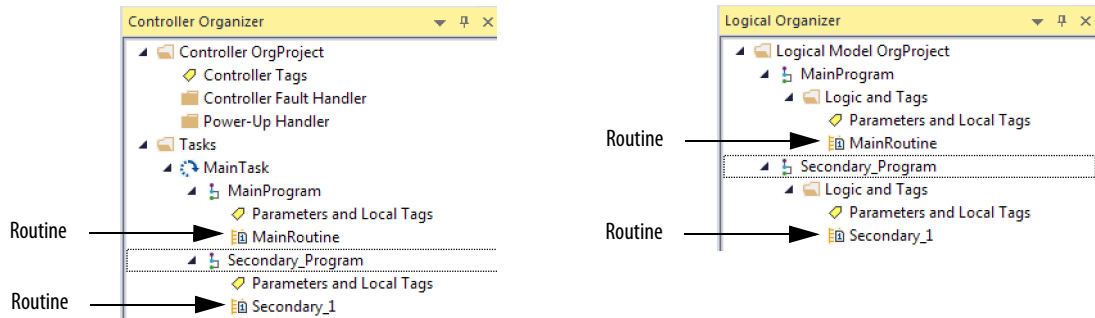 Controller Organizer
Controller OrgProject
Controller Tags
Controller Fault Handler
Power-Up Handler
Tasks
MainTask
MainProgram
Parameters and Local Tags
Routine
MainRoutine
Secondary_Program
Parameters and Local Tags
Routine
Secondary_1
Logical Organizer
Logical Model OrgProject
MainProgram
Logic and Tags
Parameters and Local Tags
Routine
MainRoutine
Secondary_Program
Logic and Tags
Parameters and Local Tags
Routine
Secondary_1